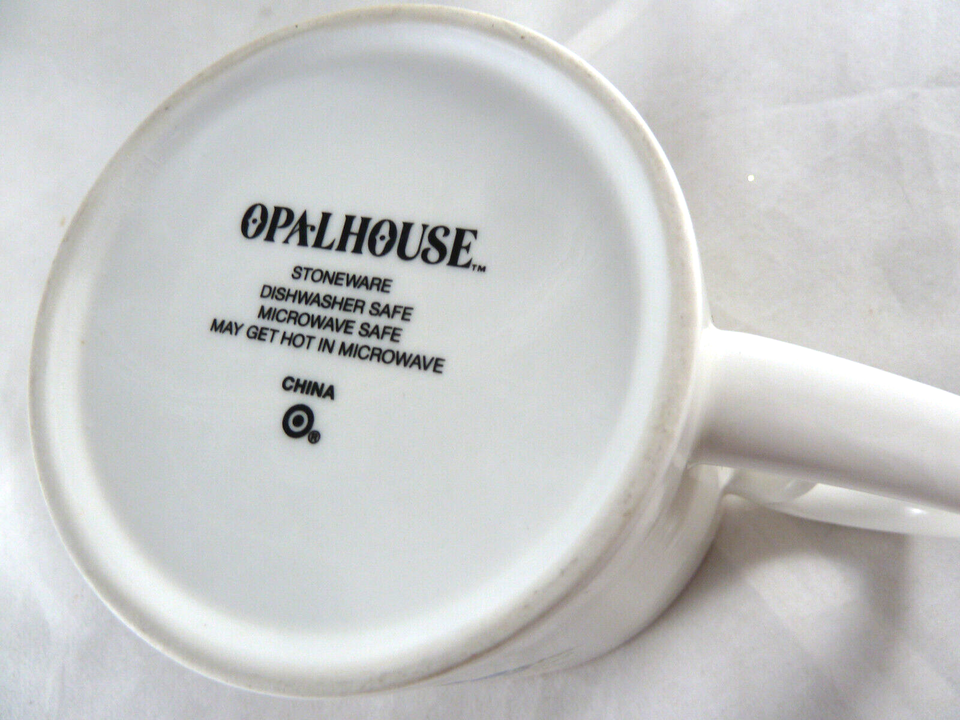 OPALHOUSE™
STONEWARE
DISHWASHER SAFE
MICROWAVE SAFE
MAY GET HOT IN MICROWAVE
CHINA
®